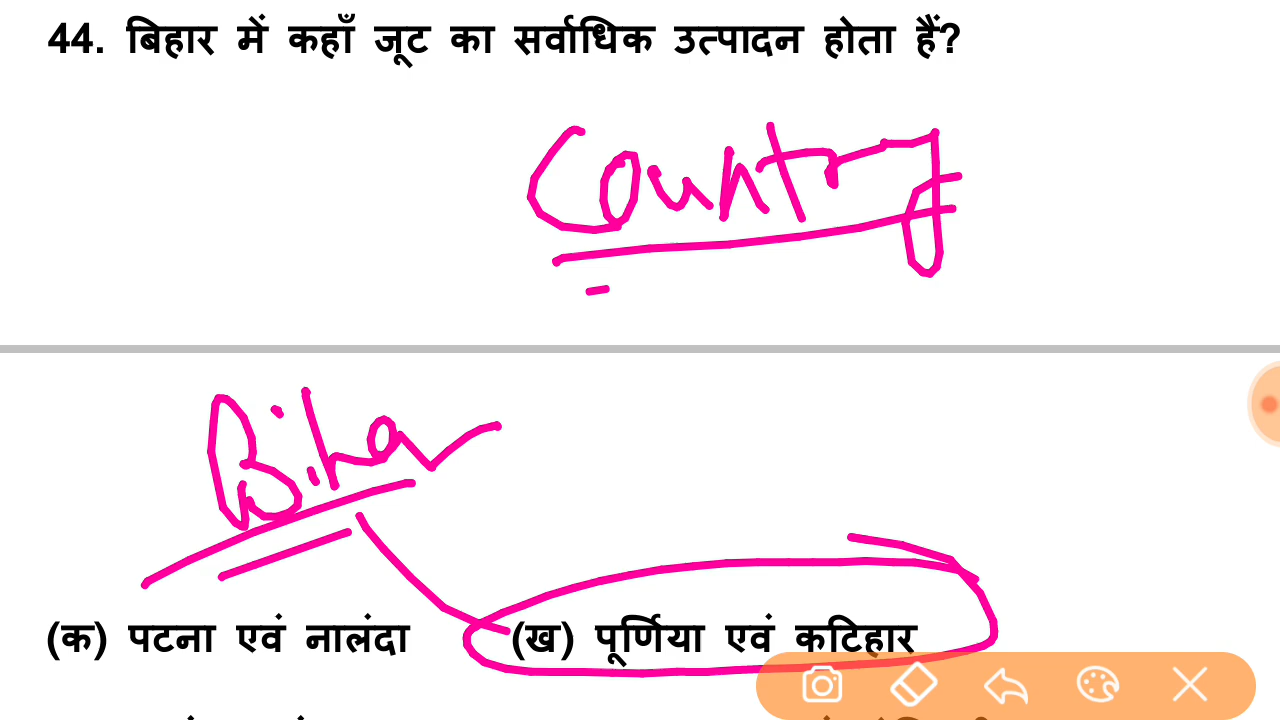 44. बिहार में कहाँ जूट का सर्वाधिक उत्पादन होता हैं?
Country
Bihar
(क) पटना एवं नालंदा (ख) पूर्णिया एवं कटिहार